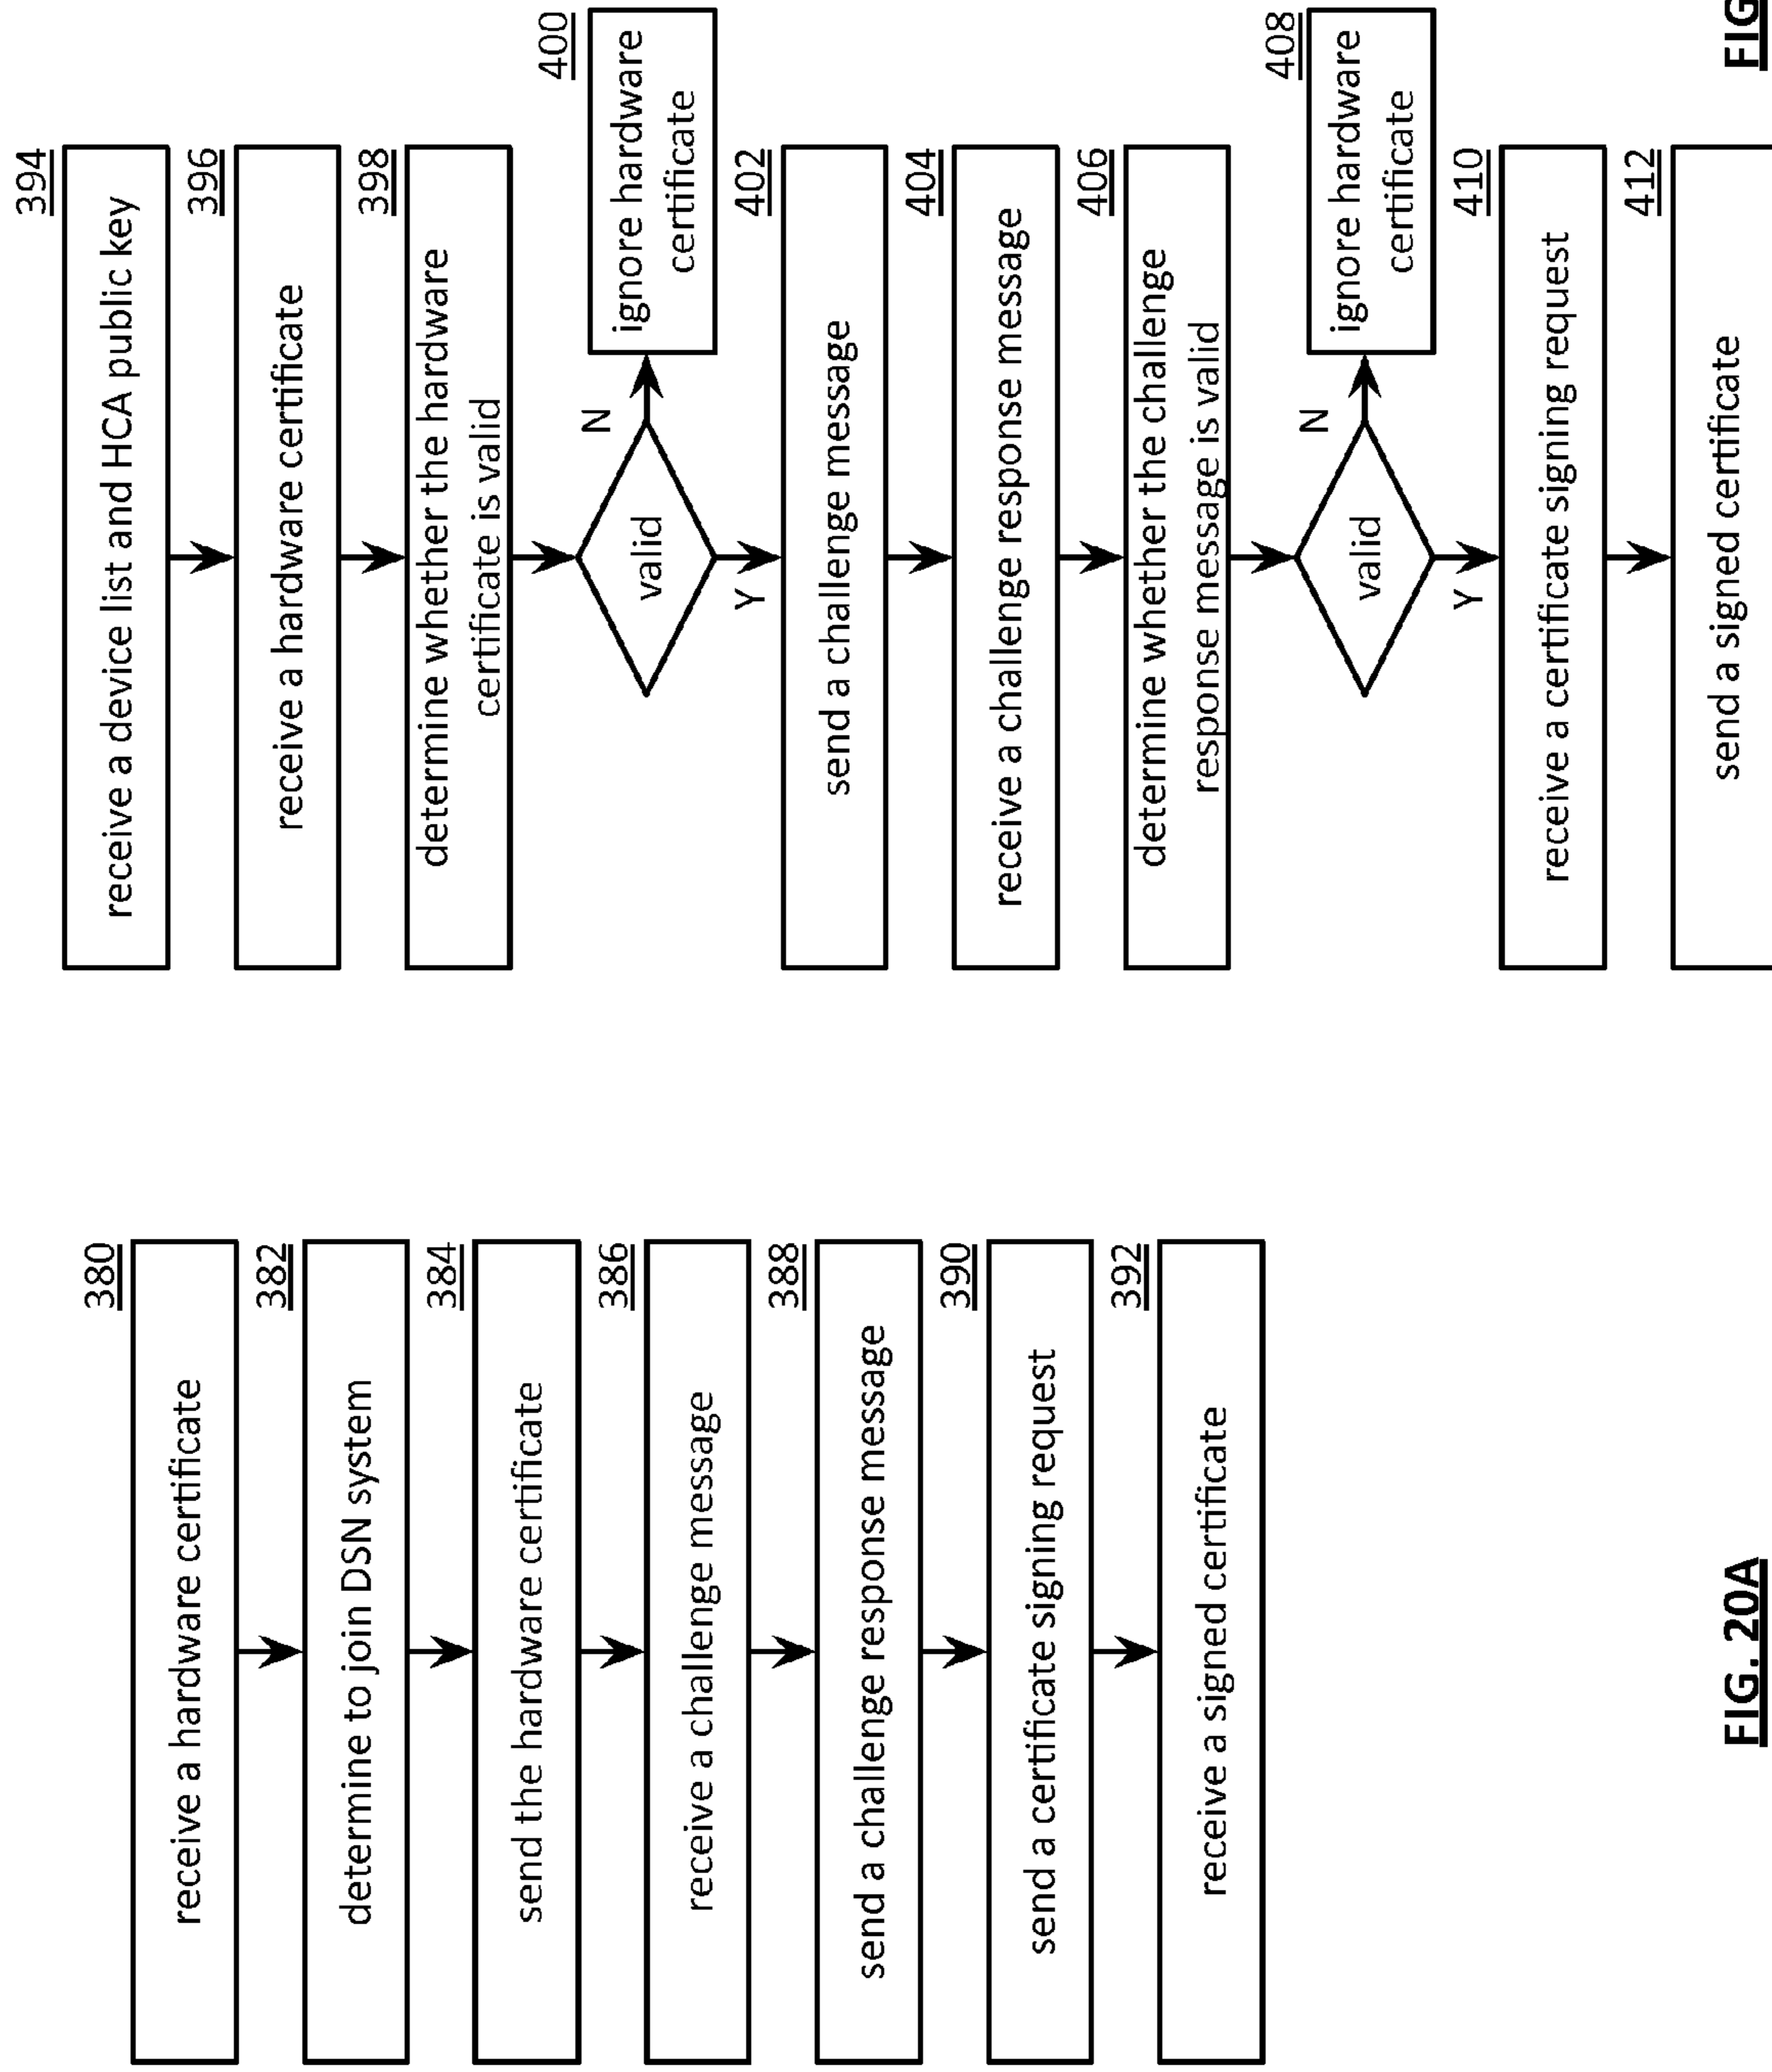 380
receive a hardware certificate
382
determine to join DSN system
384
send the hardware certificate
386
receive a challenge message
388
send a challenge response message
390
send a certificate signing request
392
receive a signed certificate
FIG. 20A
394
receive a device list and HCA public key
396
receive a hardware certificate
398
determine whether the hardware
certificate is valid
valid
N
400
ignore hardware
certificate
Y
402
send a challenge message
404
receive a challenge response message
406
determine whether the challenge
response message is valid
valid
N
408
ignore hardware
certificate
Y
410
receive a certificate signing request
412
send a signed certificate
FIG